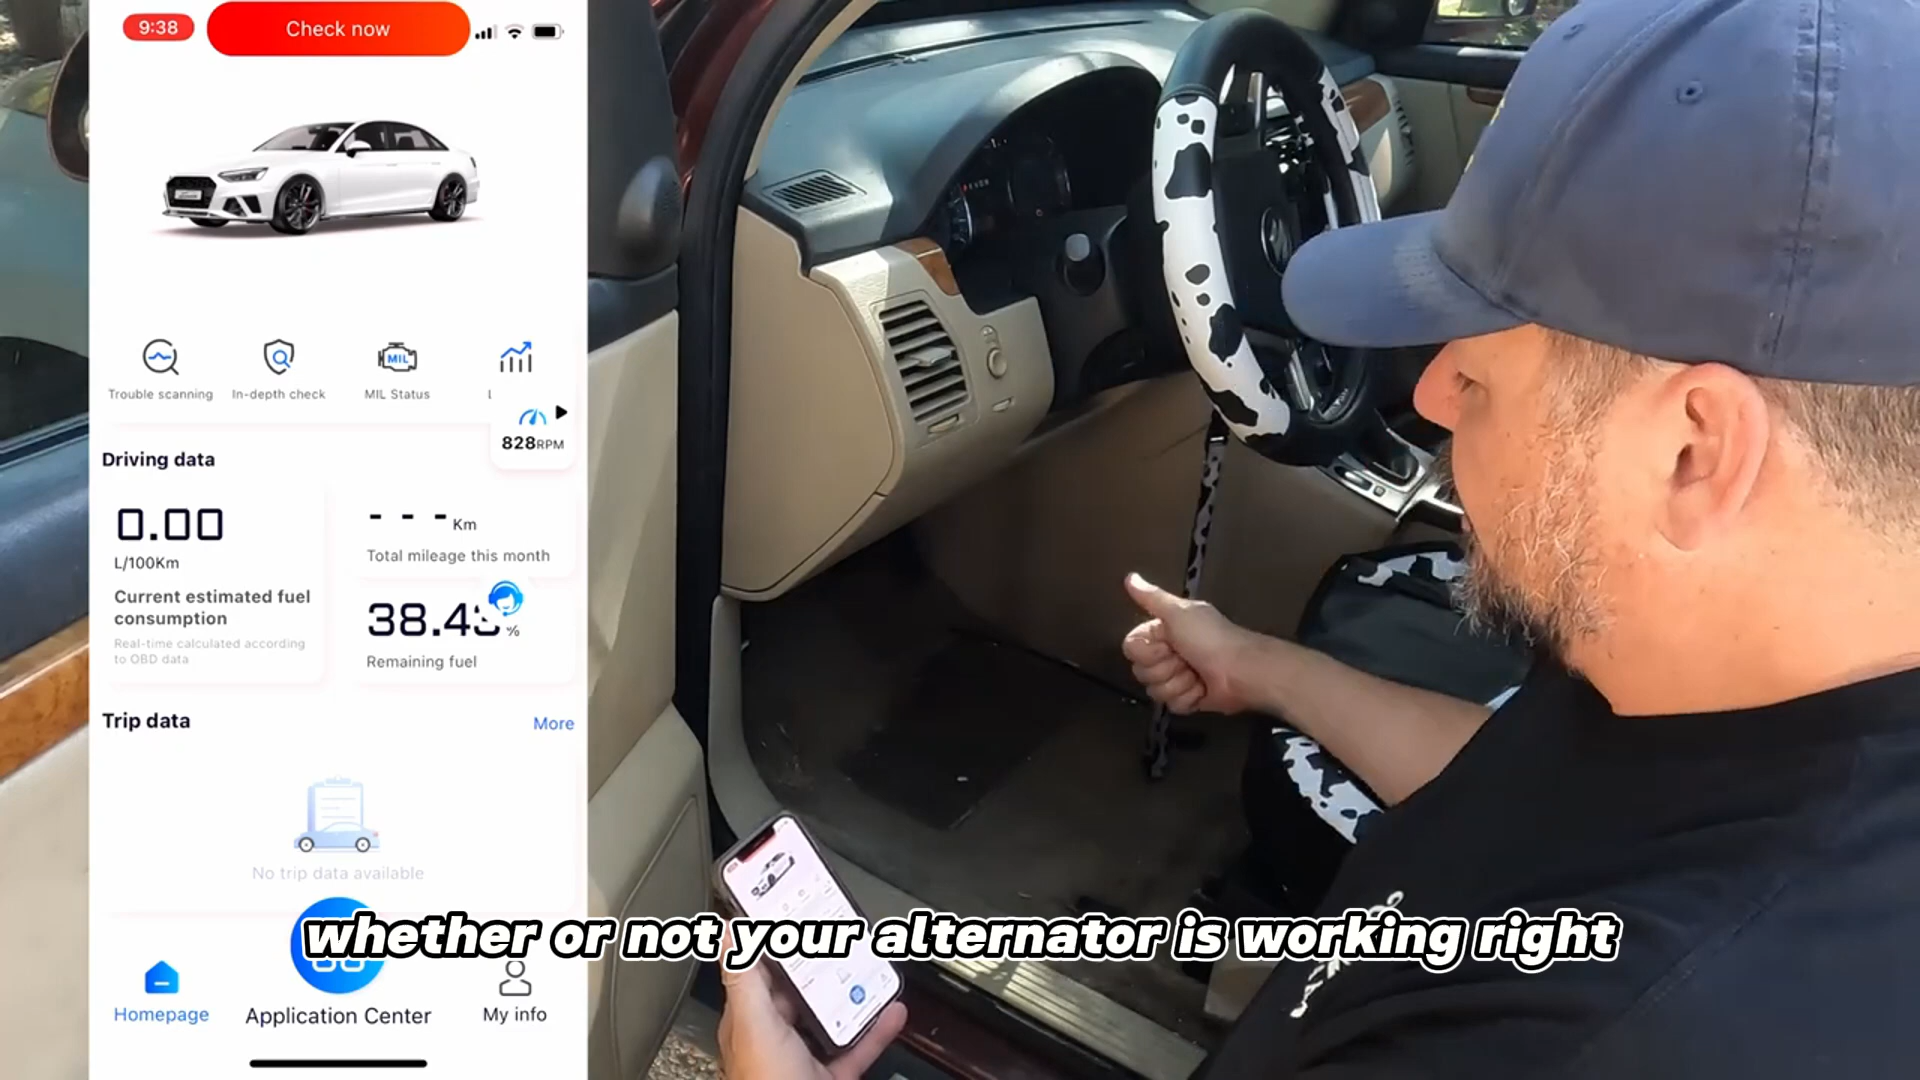 9:38
Check now
Trouble scanning
In-depth check
MIL
MIL Status
L
828RPM
Driving data
0.00
L/100Km
Current estimated fuel
consumption
Real-time calculated according
to OBD data
- - - Km
Total mileage this month
38.4
%
Remaining fuel
Trip data
More
No trip data available
whether or not your alternator is working right
Homepage
Application Center
My info